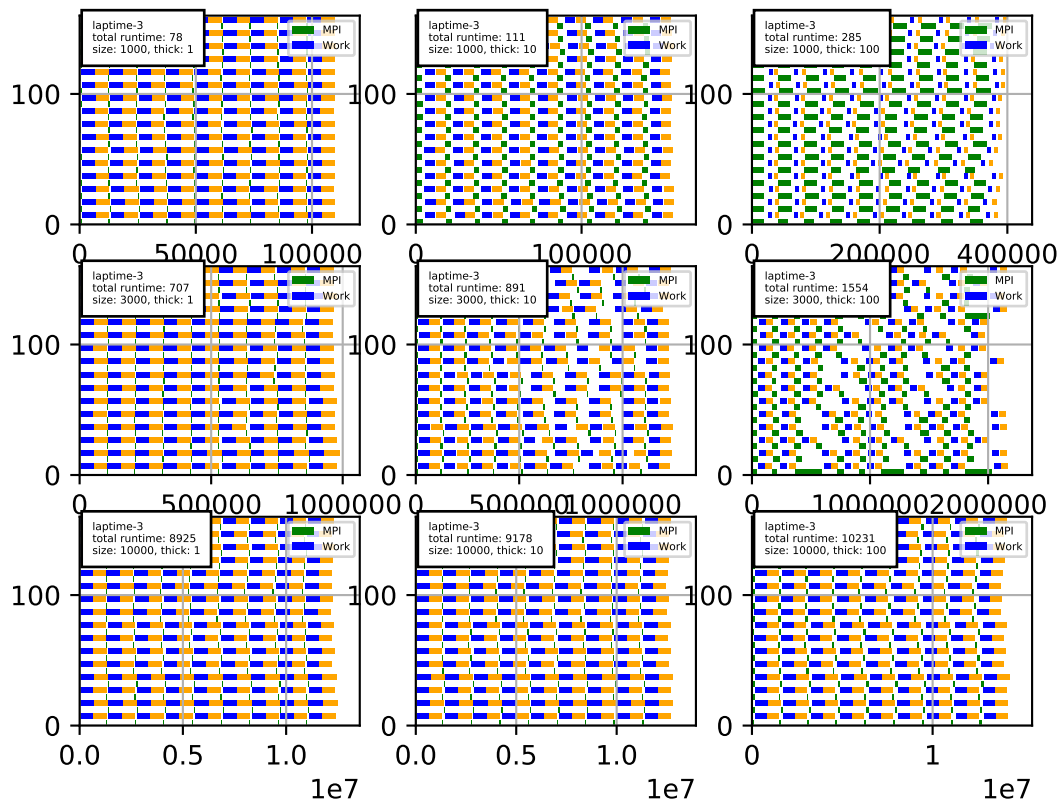 laptime-3
total runtime: 78
size: 1000, thick: 1
MPI
Work
100
0
0 50000 100000
laptime-3
total runtime: 111
size: 1000, thick: 10
MPI
Work
100
0
0 100000
laptime-3
total runtime: 285
size: 1000, thick: 100
MPI
Work
100
0
0 200000 400000
laptime-3
total runtime: 707
size: 3000, thick: 1
MPI
Work
100
0
0 500000 1000000
laptime-3
total runtime: 891
size: 3000, thick: 10
MPI
Work
100
0
0 500000 1000000
laptime-3
total runtime: 1554
size: 3000, thick: 100
MPI
Work
100
0
0 1000000 2000000
laptime-3
total runtime: 8925
size: 10000, thick: 1
MPI
Work
100
0
0.0 0.5 1.0
1e7
laptime-3
total runtime: 9178
size: 10000, thick: 10
MPI
Work
100
0
0.0 0.5 1.0
1e7
laptime-3
total runtime: 10231
size: 10000, thick: 100
MPI
Work
100
0
0 1
1e7